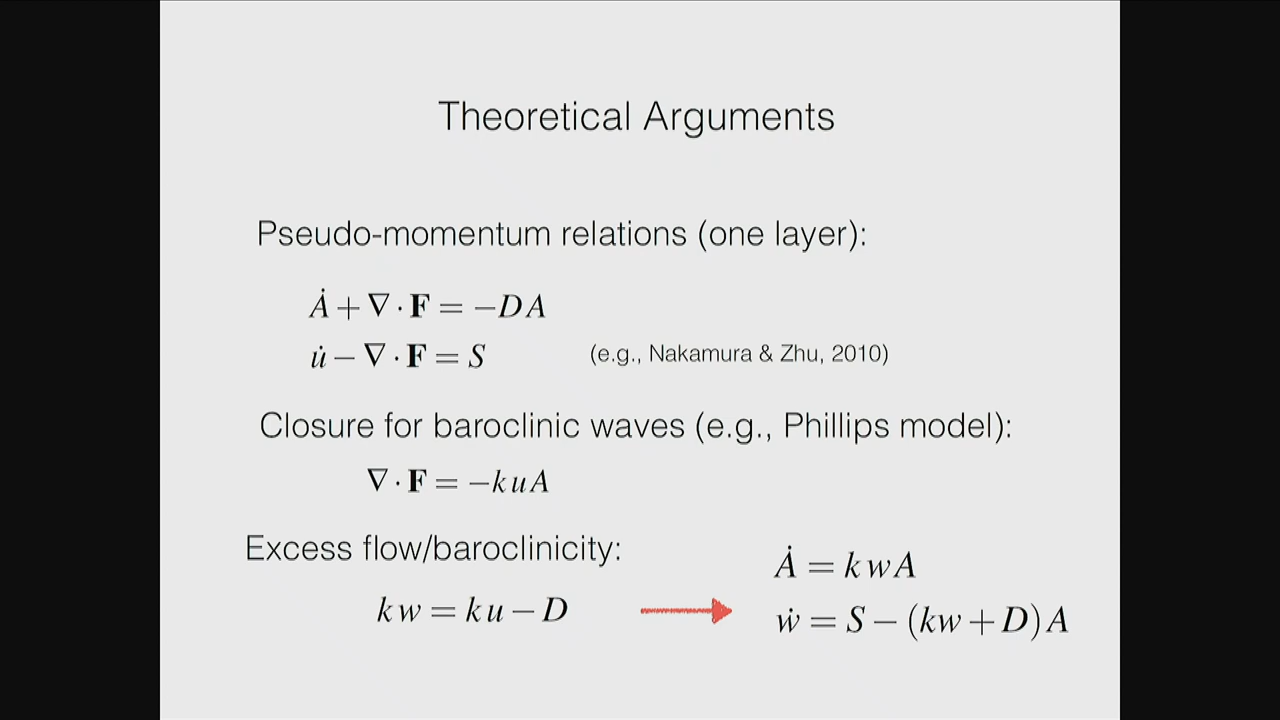 Theoretical Arguments
Pseudo-momentum relations (one layer):
Ȧ + ∇ · F = −DA
u̇ − ∇ · F = S (e.g., Nakamura & Zhu, 2010)
Closure for baroclinic waves (e.g., Phillips model):
∇ · F = −kuA
Excess flow/baroclinicity:
kw = ku − D
Ȧ = kwA
ẇ = S − (kw + D)A